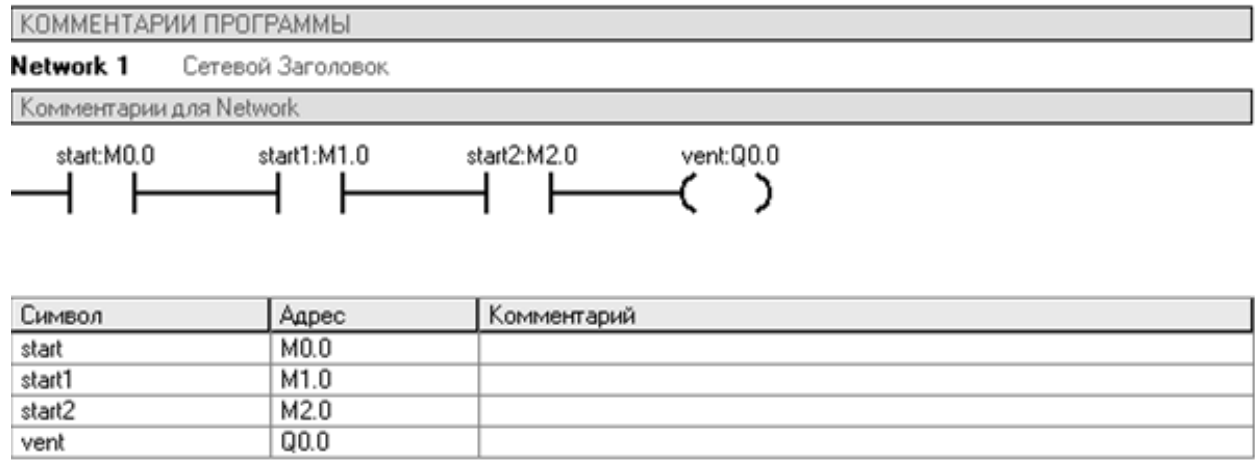 КОММЕНТАРИИ ПРОГРАММЫ
Network 1 Сетевой Заголовок
Комментарии для Network
start:M0.0 start1:M1.0 start2:M2.0 vent:Q0.0
Символ Адрес Комментарий
start M0.0
start1 M1.0
start2 M2.0
vent Q0.0